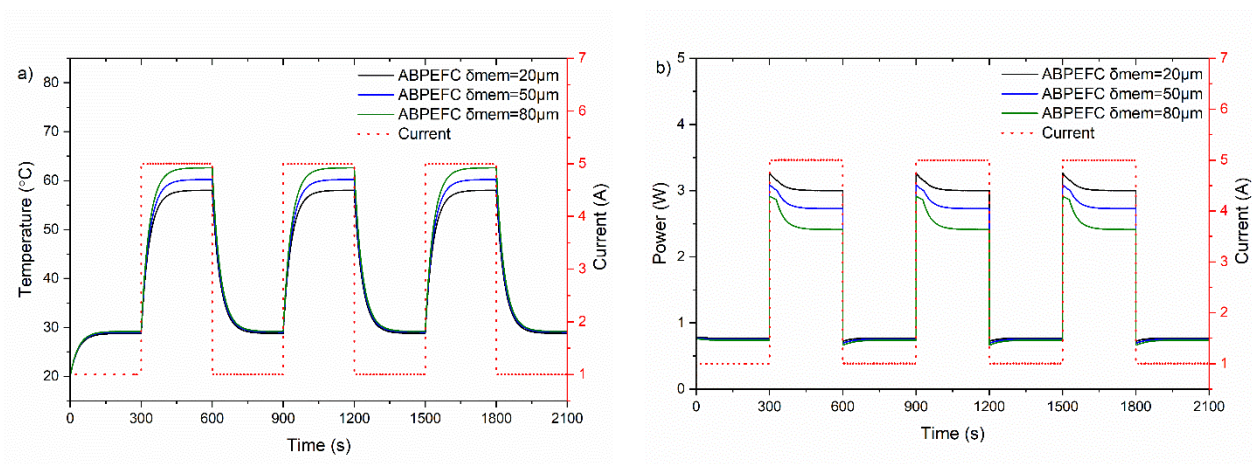 a)
ABPEFC δmem=20μm
ABPEFC δmem=50μm
ABPEFC δmem=80μm
Current
Temperature (°C)
80
70
60
50
40
30
20
7
6
5
4
3
2
1
Current (A)
0 300 600 900 1200 1500 1800 2100
Time (s)
b)
ABPEFC δmem=20μm
ABPEFC δmem=50μm
ABPEFC δmem=80μm
Current
Power (W)
5
4
3
2
1
0
7
6
5
4
3
2
1
Current (A)
0 300 600 900 1200 1500 1800 2100
Time (s)